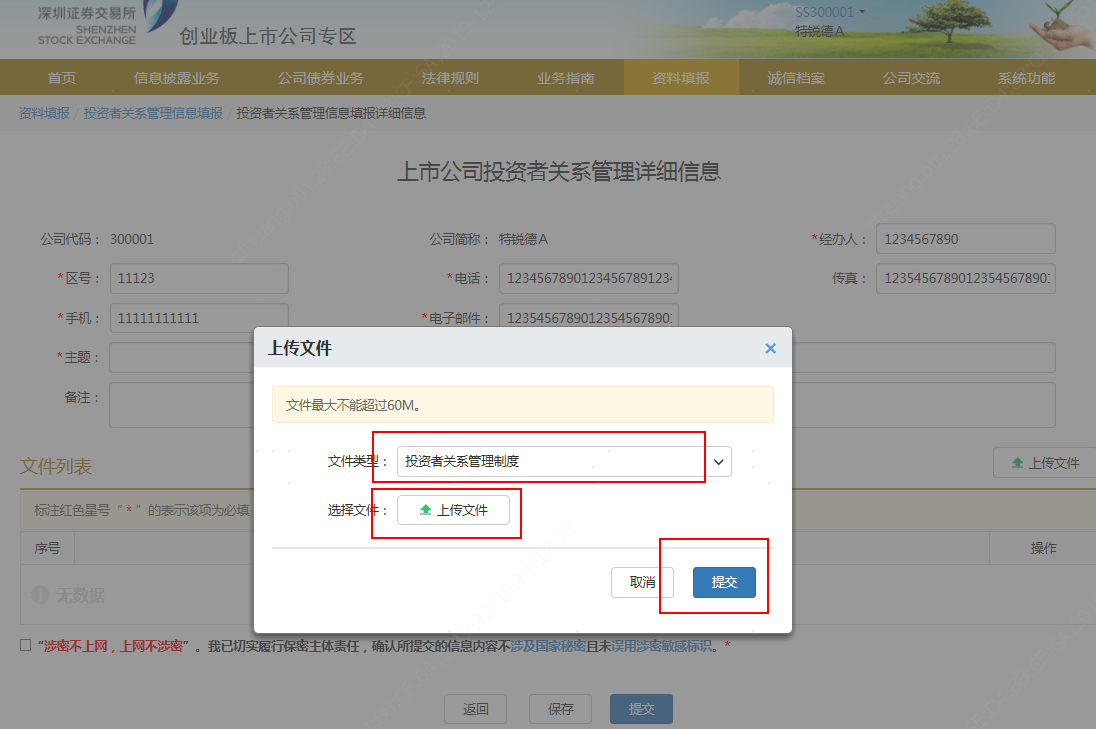 深圳证券交易所
SHENZHEN
STOCK EXCHANGE
创业板上市公司专区
SS300001
特锐德A
首页 信息披露业务 公司债券业务 法律规则 业务指南 资料填报 诚信档案 公司交流 系统功能
资料填报 / 投资者关系管理信息填报 / 投资者关系管理信息填报详细信息
上市公司投资者关系管理详细信息
公司代码： 300001 公司简称： 特锐德A *经办人： 1234567890
*区号： 11123 *电话： 12345678901234567891234 传真： 1235456789012354567890:
*手机： 11111111111 *电子邮件： 1235456789012354567890:
*主题：
备注：
上传文件 ×
文件最大不能超过60M。
文件类型： 投资者关系管理制度
选择文件： 上传文件
取消 提交
文件列表 上传文件
标注红色星号 “ * ” 的表示该项为必填
序号 操作
无数据
“涉密不上网，上网不涉密” 。我已切实履行保密主体责任，确认所提交的信息内容不涉及国家秘密且未误用涉密敏感标识。*
返回 保存 提交